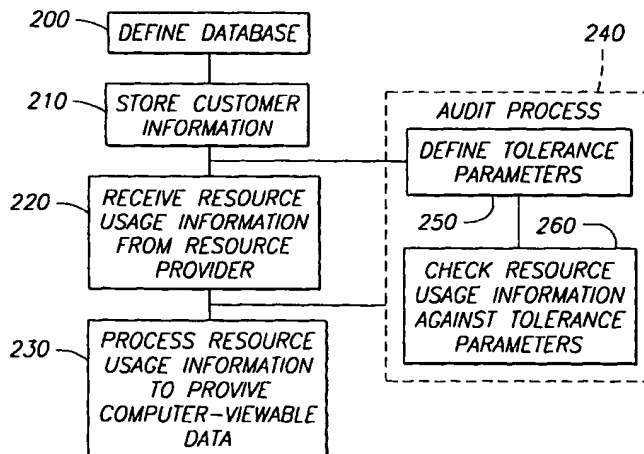 200
DEFINE DATABASE
210
STORE CUSTOMER
INFORMATION
220
RECEIVE RESOURCE
USAGE INFORMATION
FROM RESOURCE
PROVIDER
230
PROCESS RESOURCE
USAGE INFORMATION
TO PROVIVE
COMPUTER-VIEWABLE
DATA
240
AUDIT PROCESS
DEFINE TOLERANCE
PARAMETERS
250
260
CHECK RESOURCE
USAGE INFORMATION
AGAINST TOLERANCE
PARAMETERS